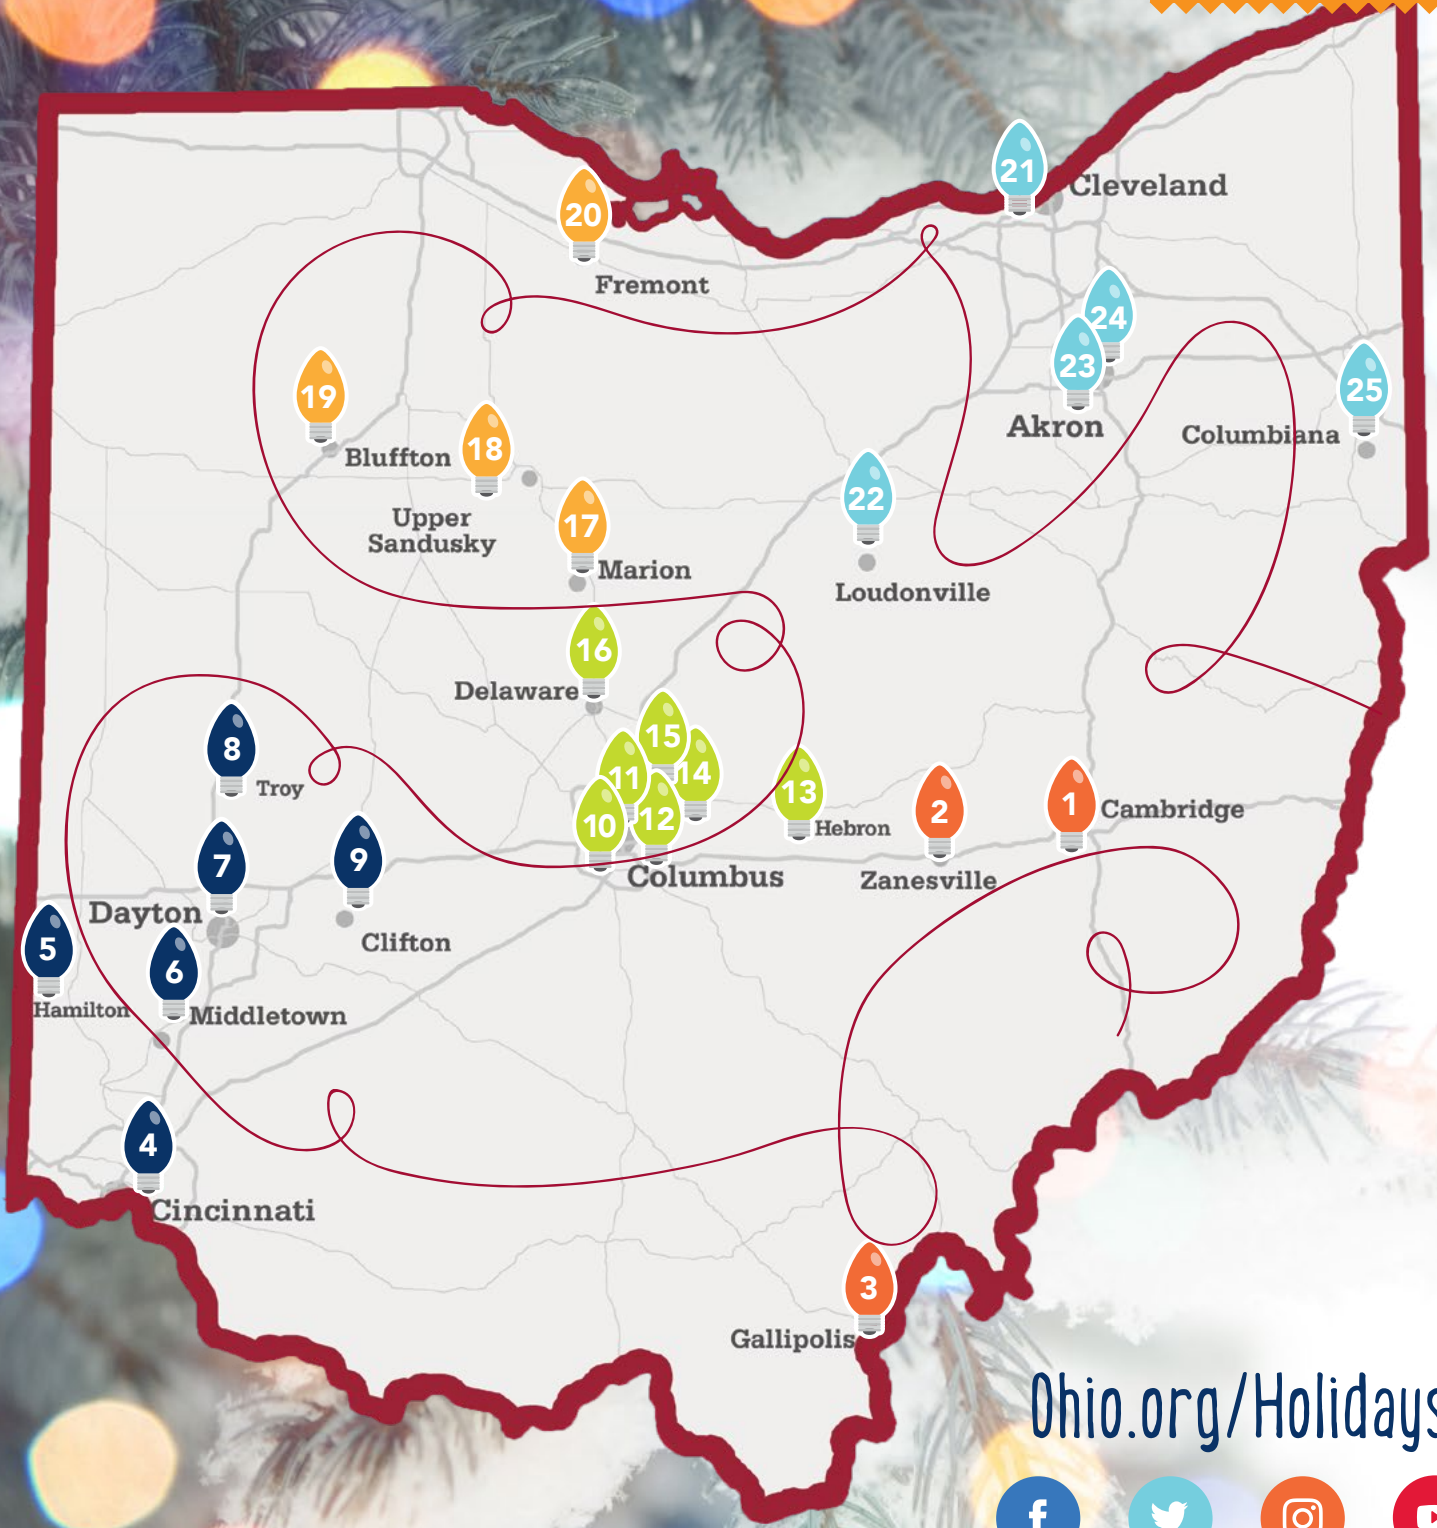 21
Cleveland
20
Fremont
24
23
Akron
25
Columbiana
19
Bluffton
18
Upper
Sandusky
17
Marion
22
Loudonville
16
Delaware
15
14
11
12
10
Columbus
13
Hebron
2
Zanesville
1
Cambridge
8
Troy
7
Dayton
9
Clifton
5
Hamilton
6
Middletown
4
Cincinnati
3
Gallipolis
Ohio.org/Holidays
f